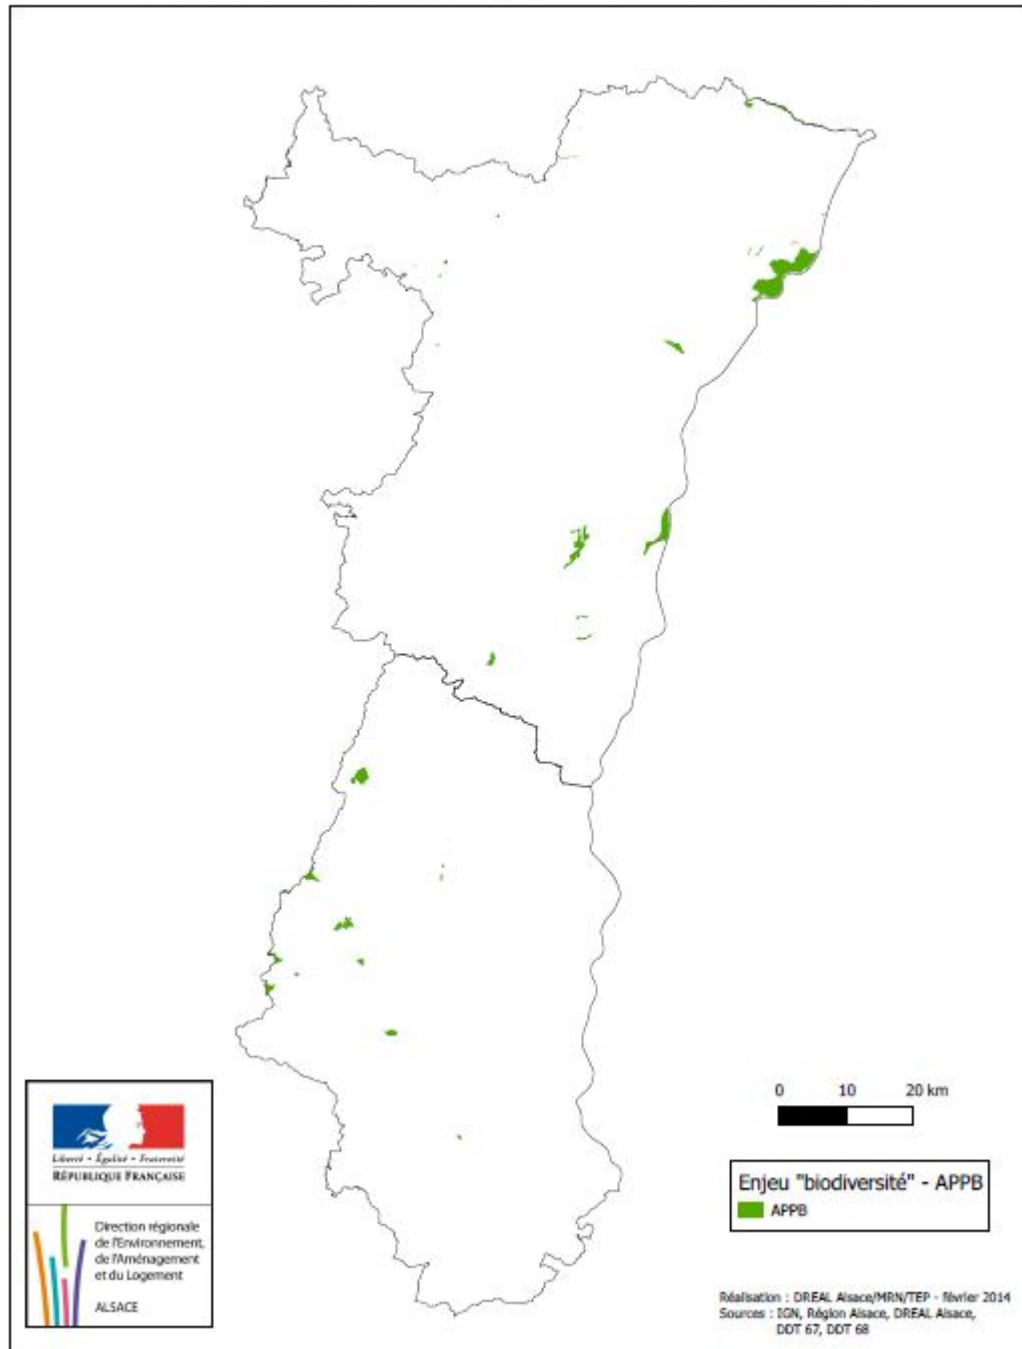 0 10 20 km
Enjeu "biodiversité" - APPB
APPB
Liberté • Égalité • Fraternité
RÉPUBLIQUE FRANÇAISE
Direction régionale
de l'Environnement,
de l'Aménagement
et du Logement
ALSACE
Réalisation : DREAL Alsace/MRN/TEP - février 2014
Sources : IGN, Région Alsace, DREAL Alsace,
DDT 67, DDT 68